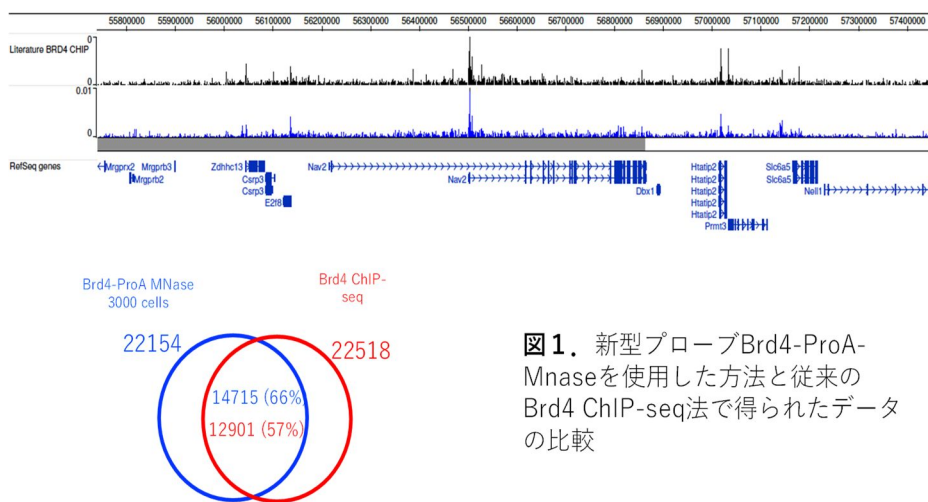 55800000 55900000 56000000 56100000 56200000 56300000 56400000 56500000 56600000 56700000 56800000 56900000 57000000 57100000 57200000 57300000 57400000
Literature BRD4 CHIP
0
0
0.01
0
RefSeq genes
Mrgprx2 Mrgprb3 Zdhhc13 Nav2 Htatip2 Slc6a5
Mrgprb2 Csrp3 Nav2 Htatip2 Slc6a5
Csrp3 Dbx1 Htatip2 Nell1
E2f8 Htatip2
Htatip2
Prmt3
Brd4-ProA MNase
3000 cells
Brd4 ChIP-
seq
22154
22518
14715 (66%)
12901 (57%)
図1．新型プローブBrd4-ProA-
Mnaseを使用した方法と従来の
Brd4 ChIP-seq法で得られたデータ
の比較